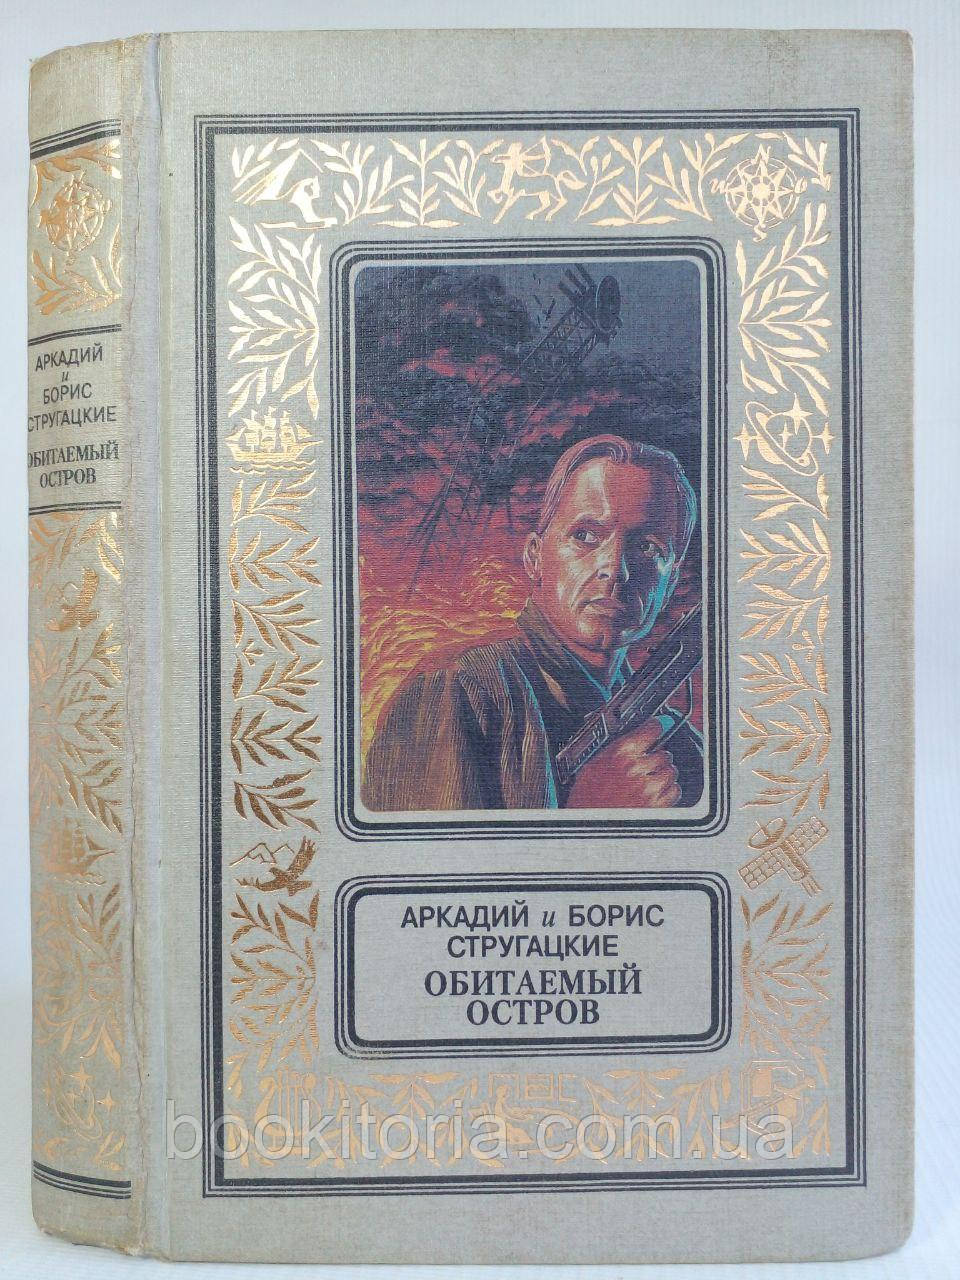 АРКАДИЙ
и
БОРИС
СТРУГАЦКИЕ
ОБИТАЕМЫЙ
ОСТРОВ
АРКАДИЙ и БОРИС
СТРУГАЦКИЕ
ОБИТАЕМЫЙ
ОСТРОВ
bookitoria.com.ua